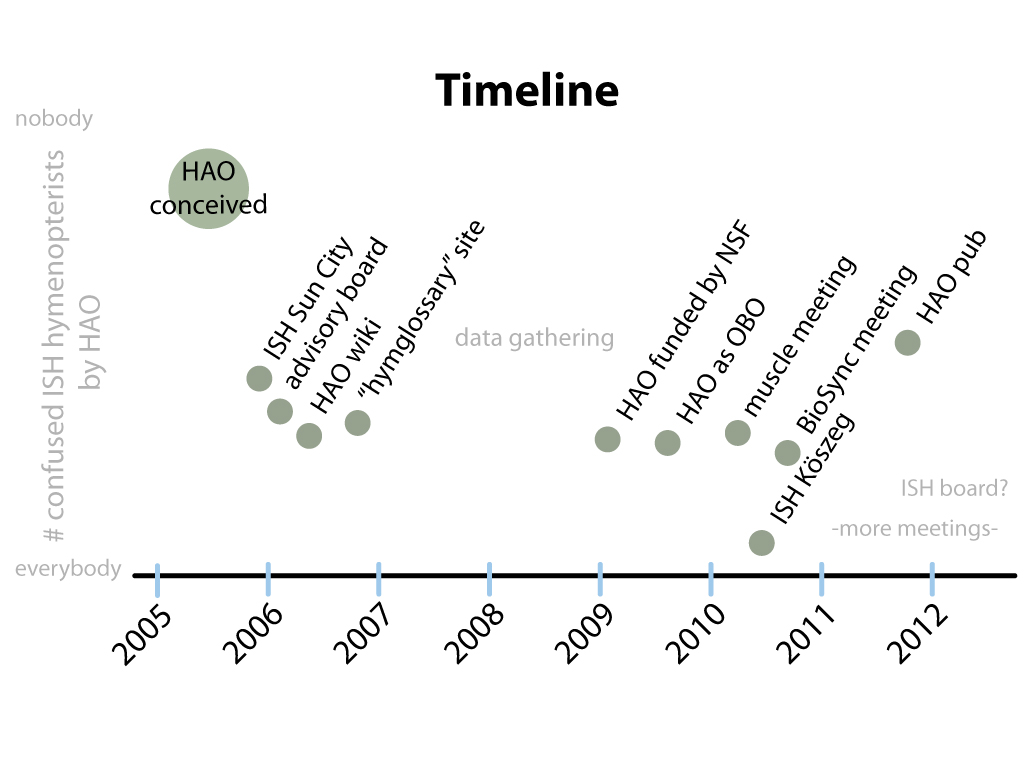 Timeline
nobody
# confused ISH hymenopterists
by HAO
everybody
HAO
conceived
ISH Sun City
advisory board
HAO wiki
“hymglossary” site
data gathering
HAO funded by NSF
HAO as OBO
muscle meeting
ISH Köszeg
BioSync meeting
HAO pub
ISH board?
-more meetings-
2005
2006
2007
2008
2009
2010
2011
2012